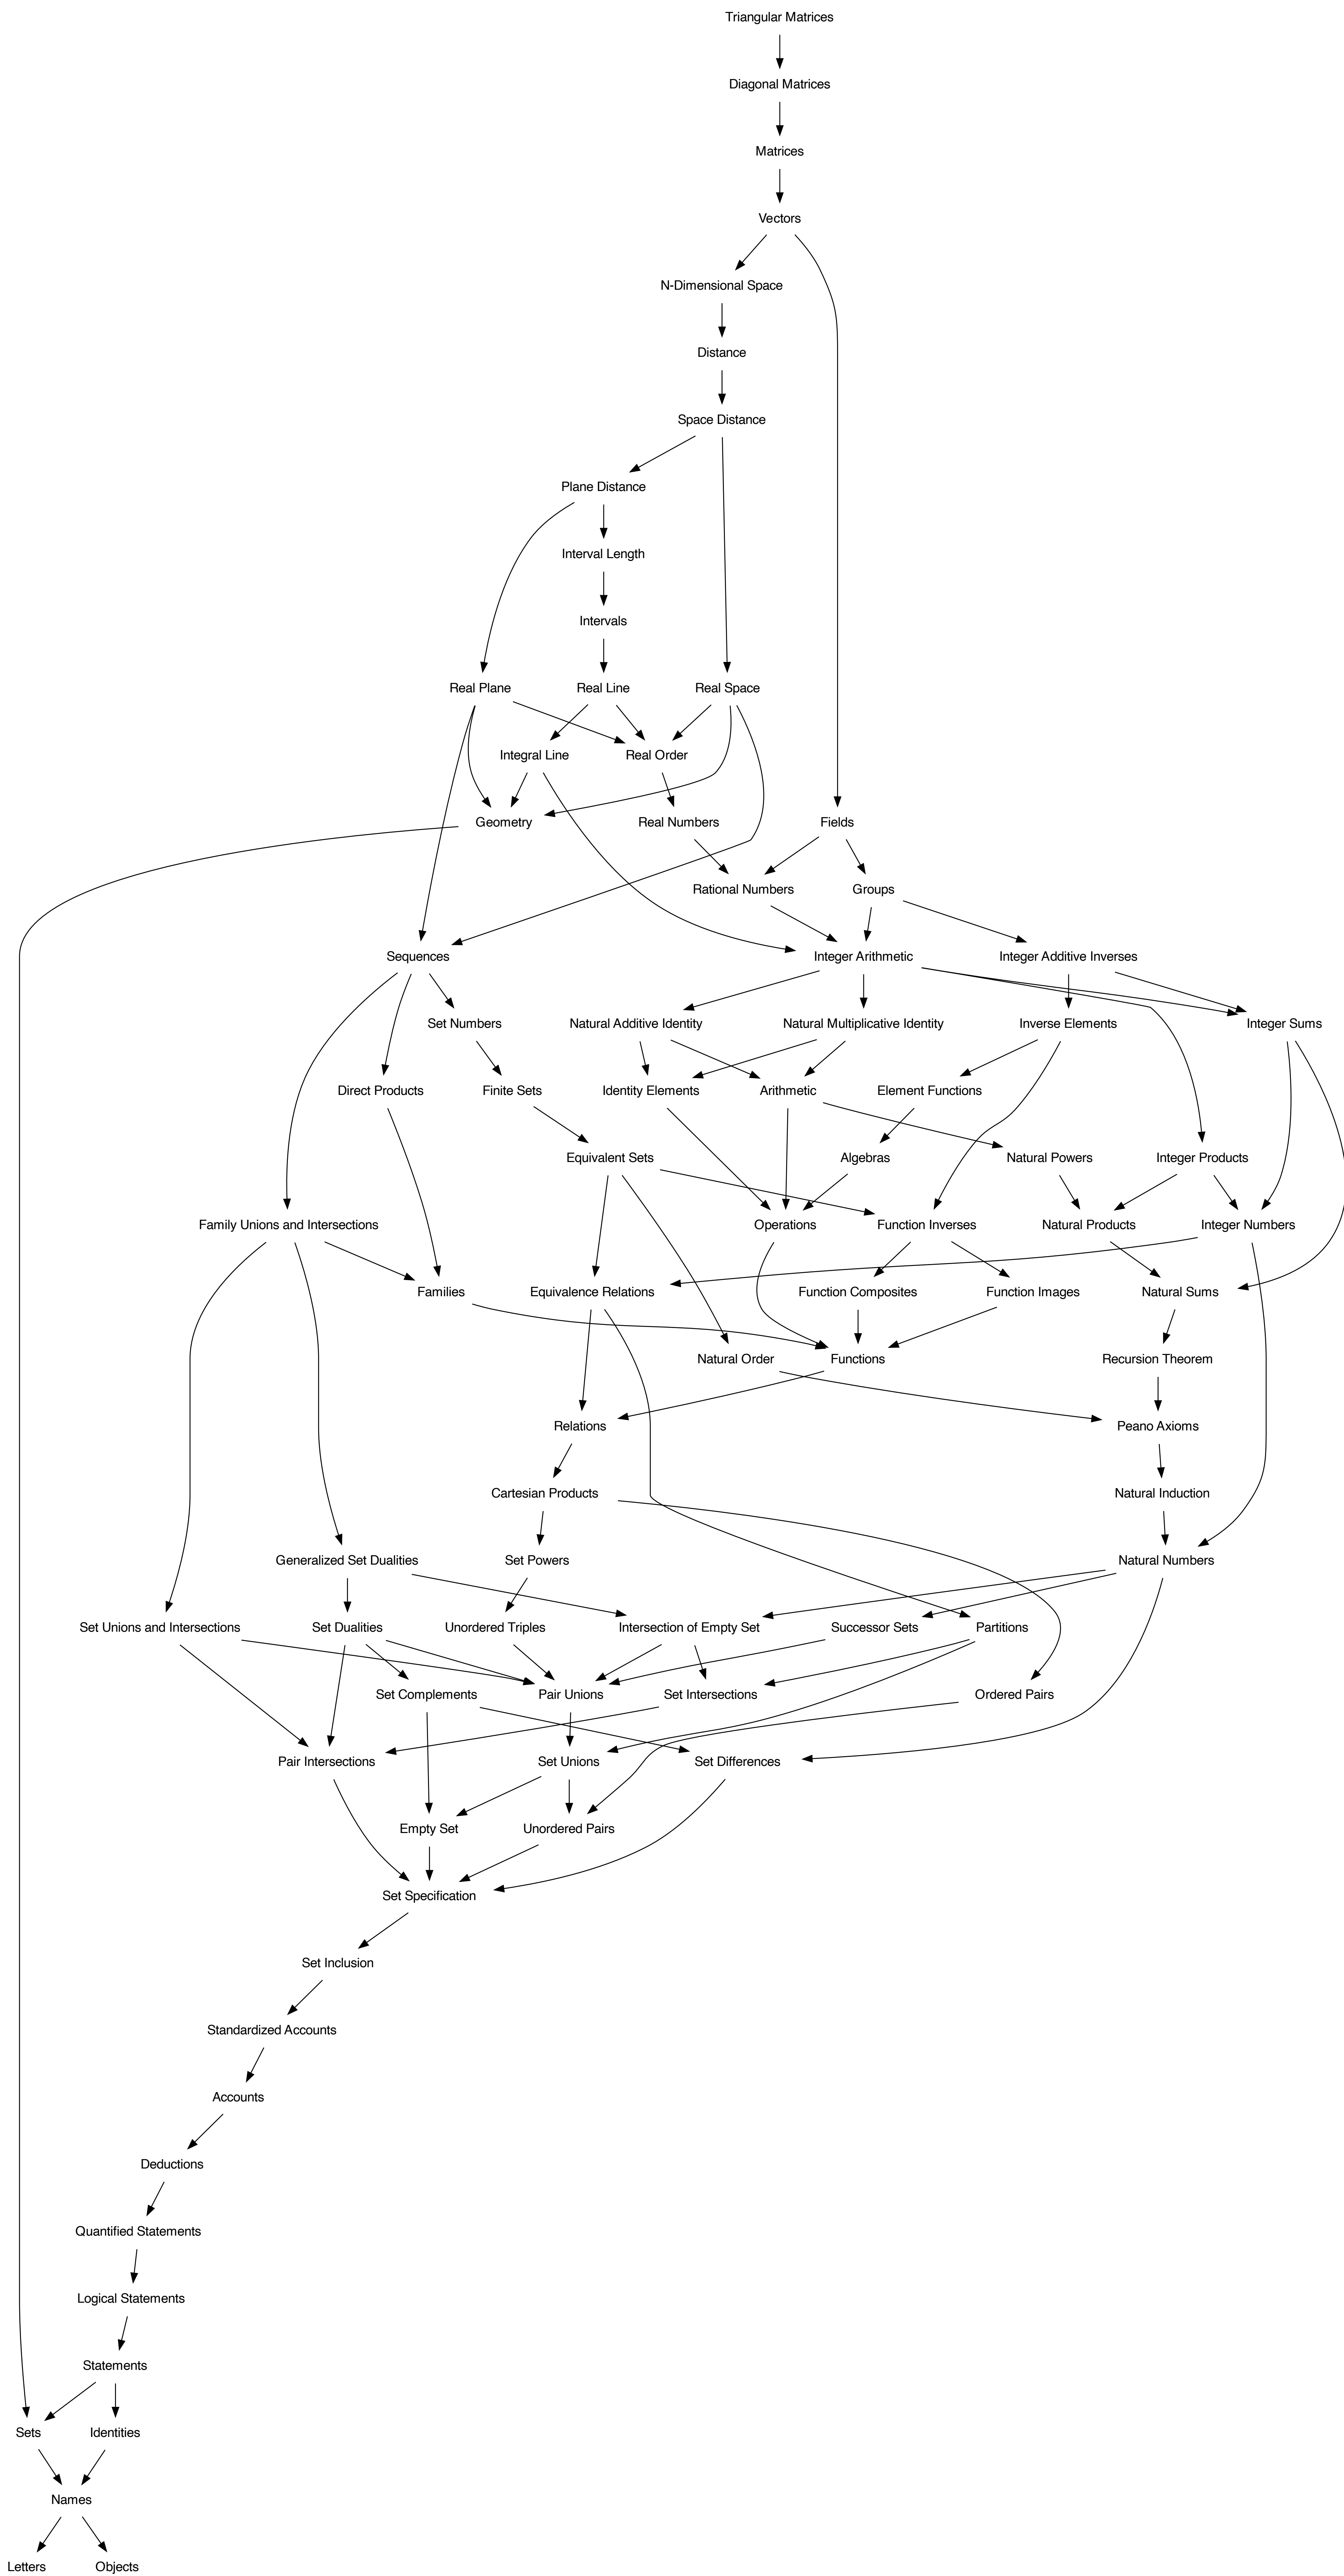 Triangular Matrices
Diagonal Matrices
Matrices
Vectors
N-Dimensional Space
Distance
Space Distance
Plane Distance
Interval Length
Intervals
Real Plane
Real Line
Real Space
Integral Line
Real Order
Geometry
Real Numbers
Fields
Rational Numbers
Groups
Sequences
Integer Arithmetic
Integer Additive Inverses
Set Numbers
Natural Additive Identity
Natural Multiplicative Identity
Inverse Elements
Integer Sums
Direct Products
Finite Sets
Identity Elements
Arithmetic
Element Functions
Equivalent Sets
Algebras
Natural Powers
Integer Products
Family Unions and Intersections
Operations
Function Inverses
Natural Products
Integer Numbers
Families
Equivalence Relations
Function Composites
Function Images
Natural Sums
Natural Order
Functions
Recursion Theorem
Relations
Peano Axioms
Cartesian Products
Natural Induction
Generalized Set Dualities
Set Powers
Natural Numbers
Set Unions and Intersections
Set Dualities
Unordered Triples
Intersection of Empty Set
Successor Sets
Partitions
Set Complements
Pair Unions
Set Intersections
Ordered Pairs
Pair Intersections
Set Unions
Set Differences
Empty Set
Unordered Pairs
Set Specification
Set Inclusion
Standardized Accounts
Accounts
Deductions
Quantified Statements
Logical Statements
Statements
Sets
Identities
Names
Letters
Objects